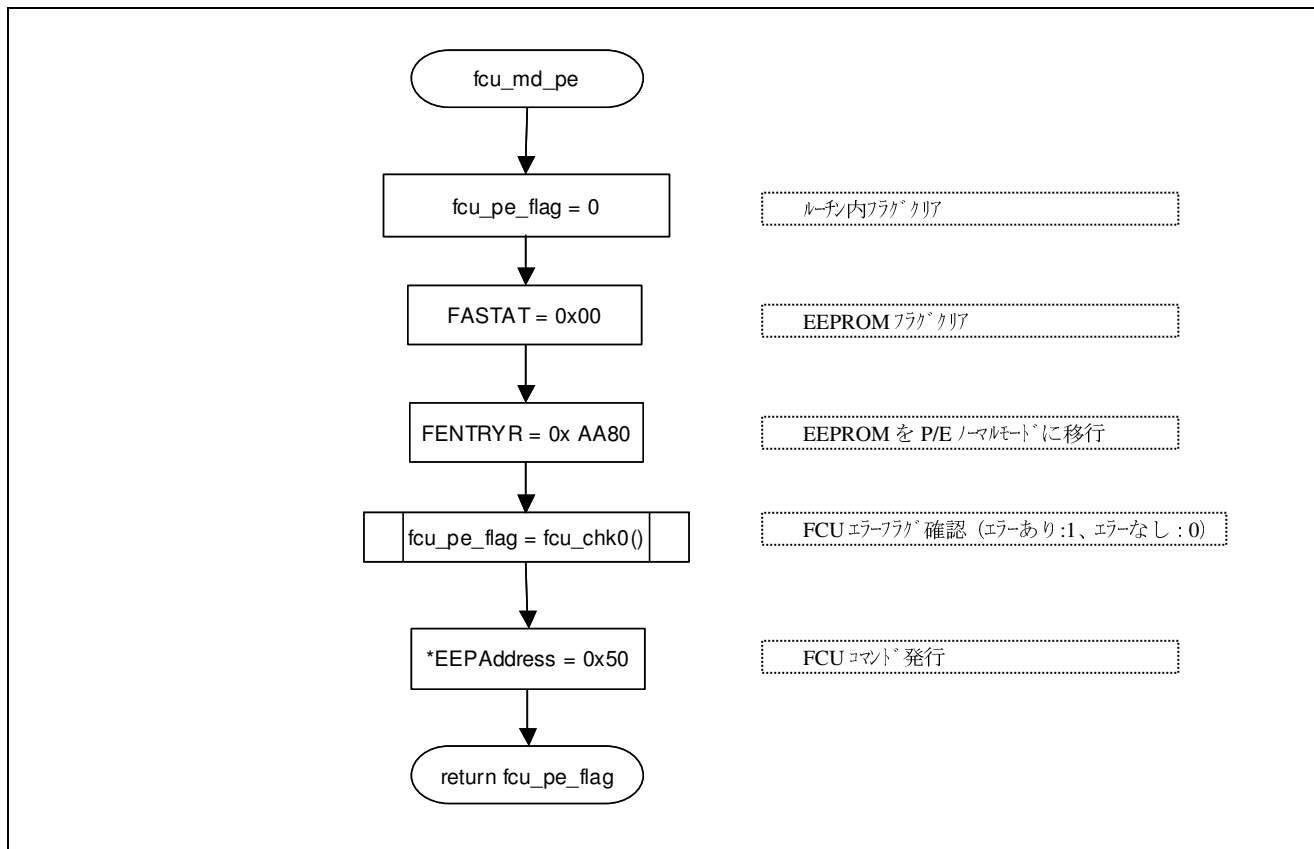 fcu_md_pe
fcu_pe_flag = 0
ﾙｰﾁﾝ内ﾌﾗｸﾞｸﾘｱ
FASTAT = 0x00
EEPROM ﾌﾗｸﾞｸﾘｱ
FENTRYR = 0x AA80
EEPROM を P/E ﾉｰﾏﾙﾓｰﾄﾞに移行
fcu_pe_flag = fcu_chk0()
FCU ｴﾗｰﾌﾗｸﾞ確認（ｴﾗｰあり:1、ｴﾗｰなし：0）
*EEPAddress = 0x50
FCU ｺﾏﾝﾄﾞ発行
return fcu_pe_flag